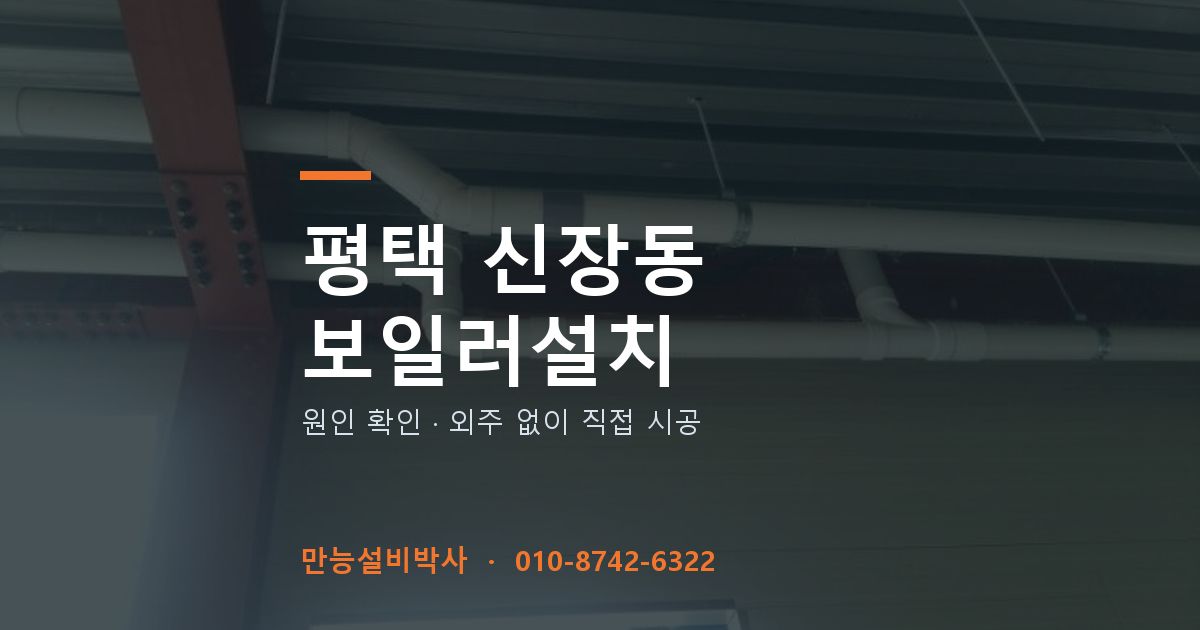 평택 신장동
보일러설치
원인 확인 · 외주 없이 직접 시공
만능설비박사 · 010-8742-6322